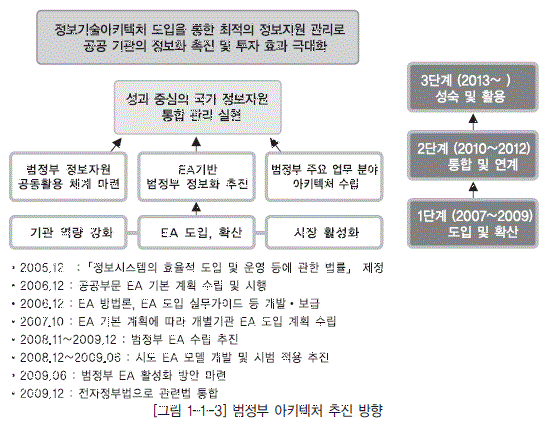 정보기술아키텍처 도입을 통한 최적의 정보자원 관리로
공공 기관의 정보화 촉진 및 투자 효과 극대화
성과 중심의 국가 정보자원
통합 관리 실현
범정부 정보자원
공동활용 체계 마련
EA기반
범정부 정보화 추진
범정부 주요 업무 분야
아키텍처 수립
기관 역량 강화
EA 도입, 확산
시장 활성화
3단계 (2013~ )
성숙 및 활용
2단계 (2010~2012)
통합 및 연계
1단계 (2007~2009)
도입 및 확산
• 2005.12 : 「정보시스템의 효율적 도입 및 운영 등에 관한 법률」 제정
• 2006.12 : 공공부문 EA 기본 계획 수립 및 시행
• 2006.12 : EA 방법론, EA 도입 실무가이드 등 개발·보급
• 2007.10 : EA 기본 계획에 따라 개별기관 EA 도입 계획 수립
• 2008.11~2009.12 : 범정부 EA 수립 추진
• 2008.12~2009.06 : 시도 EA 모델 개발 및 시범 적용 추진
• 2009.06 : 범정부 EA 활성화 방안 마련
• 2009.12 : 전자정부법으로 관련법 통합
[그림 1-1-3] 범정부 아키텍처 추진 방향